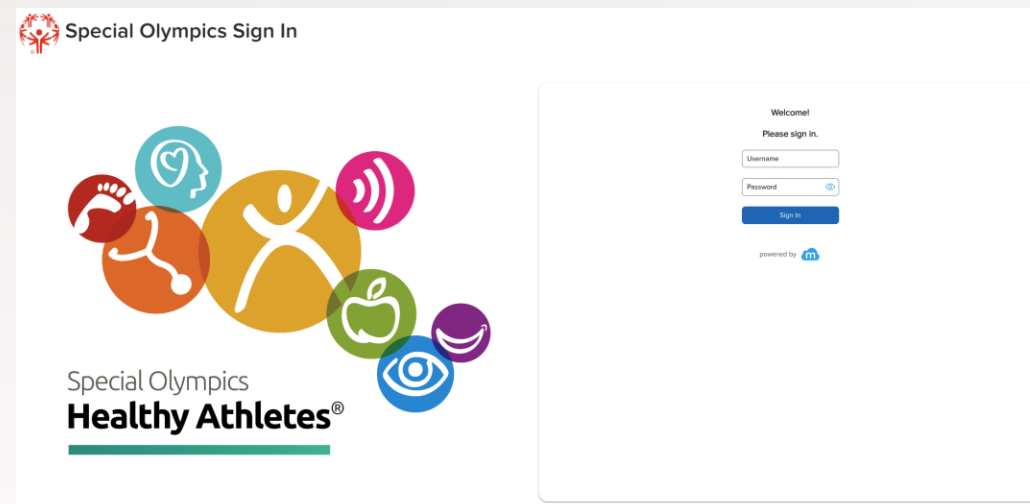 Special Olympics Sign In
Special Olympics
Healthy Athletes®
Welcome!
Please sign in.
Username
Password
Sign In
powered by m